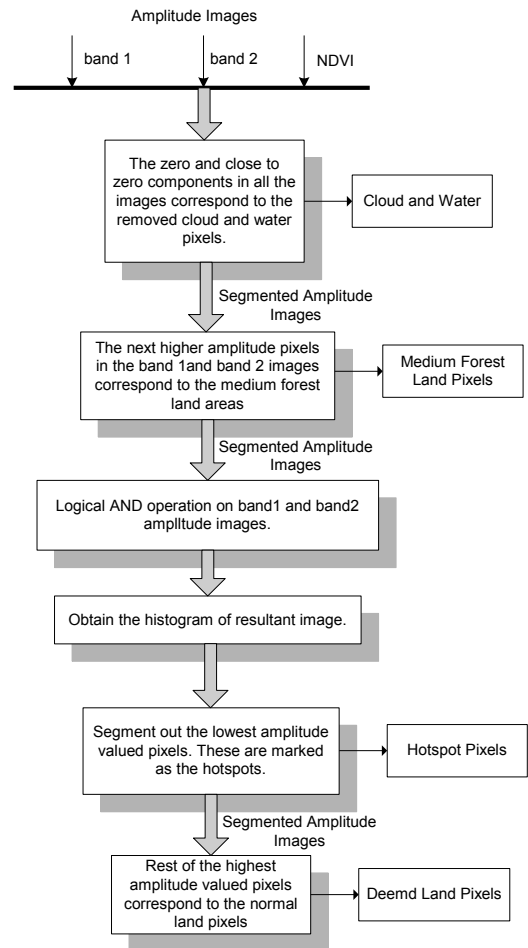 Amplitude Images
band 1
band 2
NDVI
The zero and close to
zero components in all the
images correspond to the
removed cloud and water
pixels.
Cloud and Water
Segmented Amplitude
Images
The next higher amplitude pixels
in the band 1and band 2 images
correspond to the medium forest
land areas
Medium Forest
Land Pixels
Segmented Amplitude
Images
Logical AND operation on band1 and band2
amplItude images.
Obtain the histogram of resultant image.
Segment out the lowest amplitude
valued pixels. These are marked
as the hotspots.
Hotspot Pixels
Segmented Amplitude
Images
Rest of the highest
amplitude valued pixels
correspond to the normal
land pixels
Deemd Land Pixels